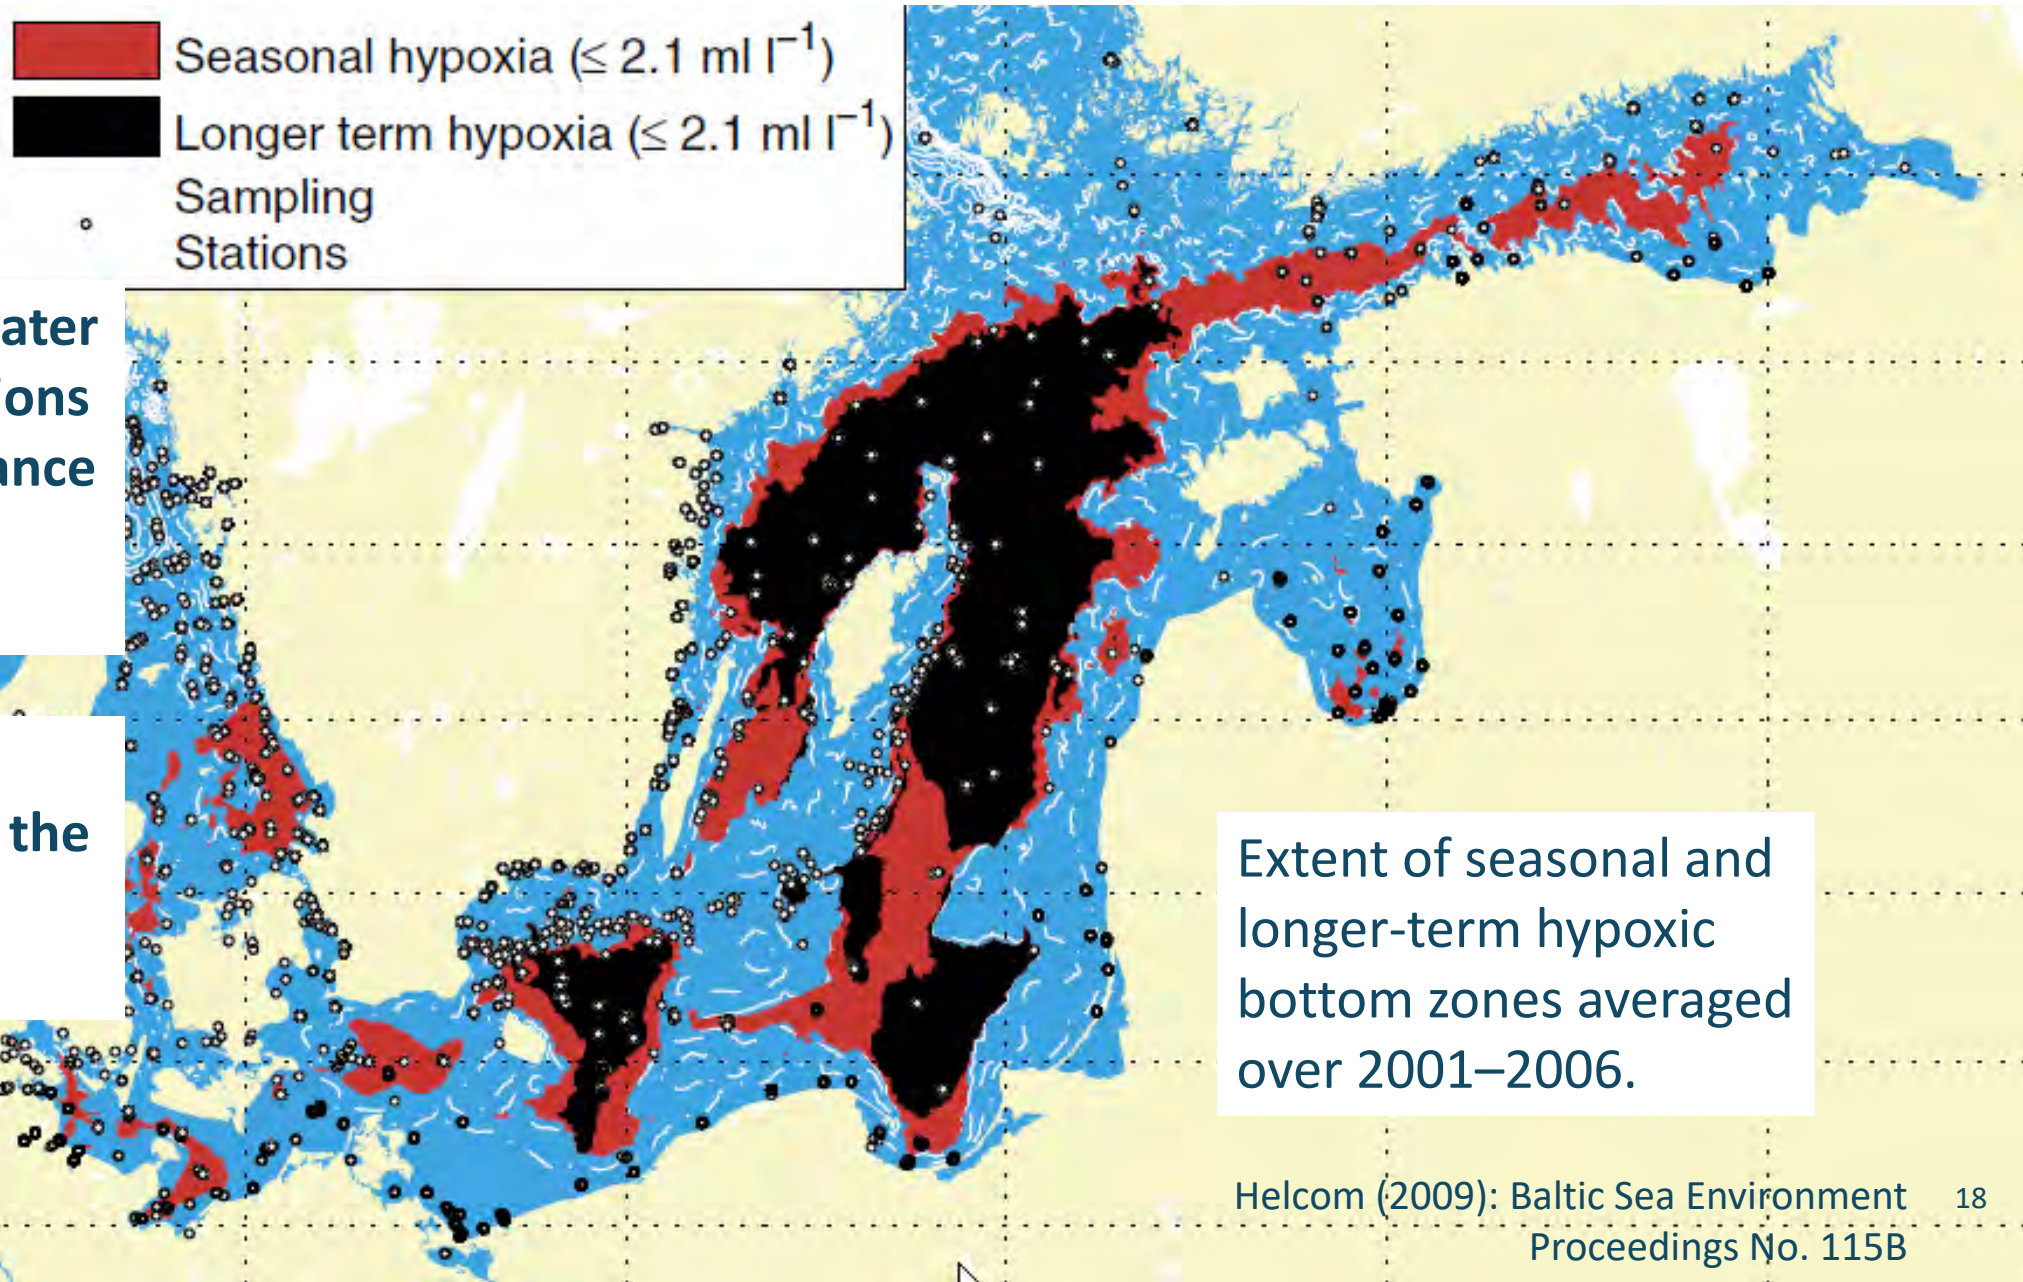 Seasonal hypoxia (≤ 2.1 ml l⁻¹)
Longer term hypoxia (≤ 2.1 ml l⁻¹)
Sampling
Stations
ater
ions
ance
the
Extent of seasonal and
longer-term hypoxic
bottom zones averaged
over 2001–2006.
Helcom (2009): Baltic Sea Environment
Proceedings No. 115B
18